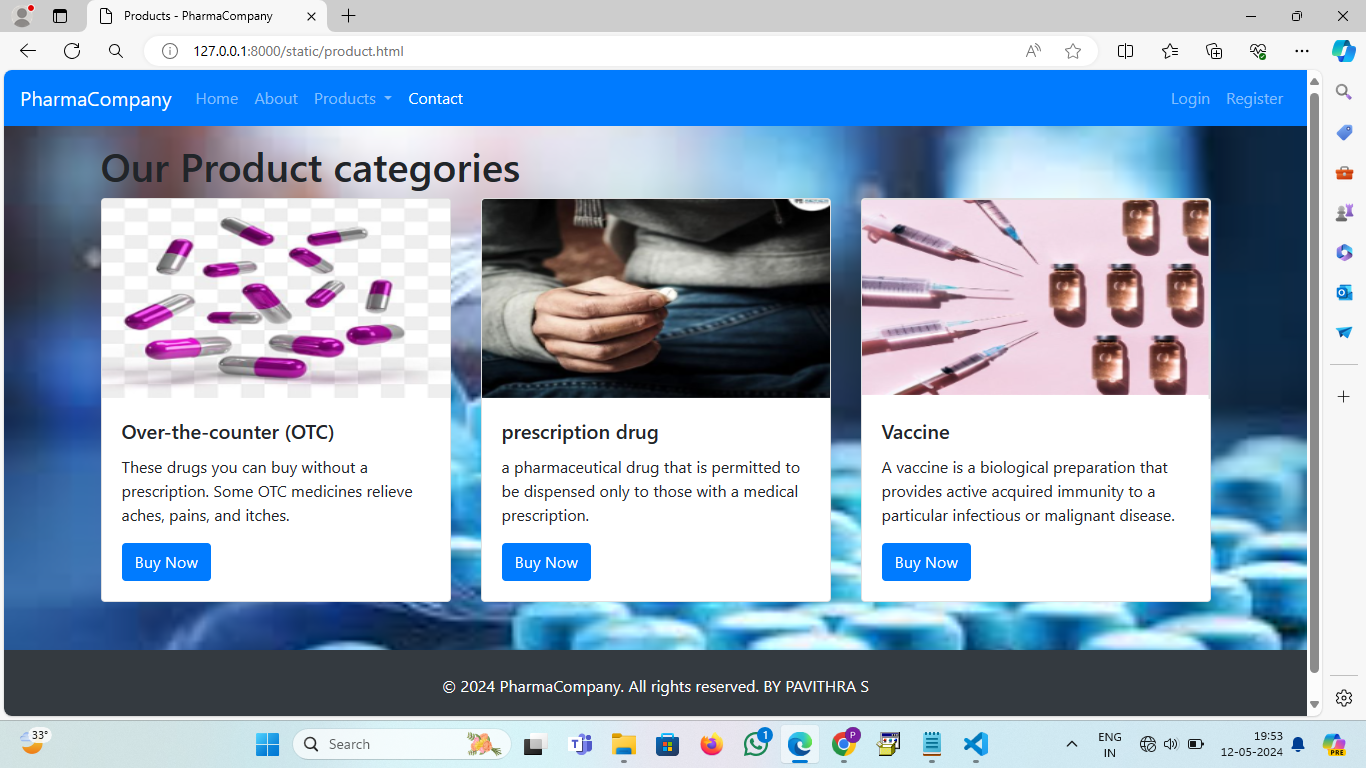 Products - PharmaCompany
127.0.0.1:8000/static/product.html
PharmaCompany Home About Products Contact Login Register
Our Product categories
Over-the-counter (OTC)
These drugs you can buy without a
prescription. Some OTC medicines relieve
aches, pains, and itches.
Buy Now
prescription drug
a pharmaceutical drug that is permitted to
be dispensed only to those with a medical
prescription.
Buy Now
Vaccine
A vaccine is a biological preparation that
provides active acquired immunity to a
particular infectious or malignant disease.
Buy Now
© 2024 PharmaCompany. All rights reserved. BY PAVITHRA S
33°
Search
1
P
ENG
IN
19:53
12-05-2024
PRE